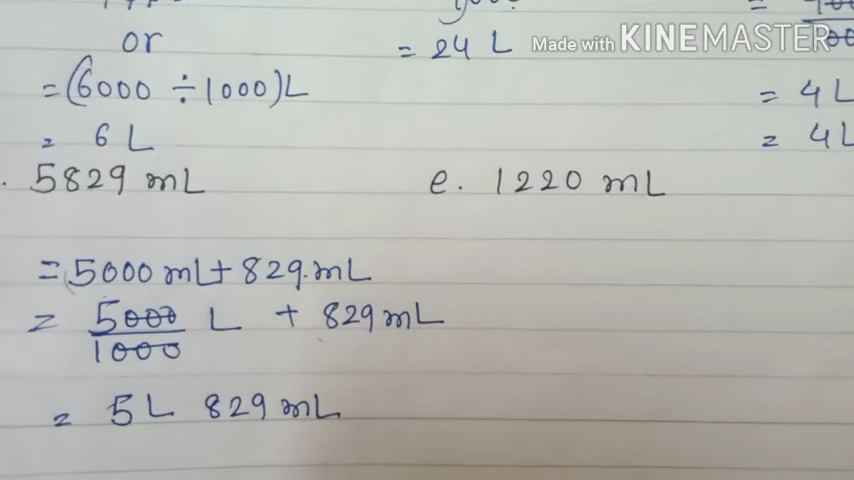 or
= 24 L
Made with KINEMASTER
= (6000 ÷ 1000) L
= 6 L
= 4 L
= 4 L
. 5829 mL
e. 1220 mL
= 5000 mL + 829 mL
= 5000/1000 L + 829 mL
= 5 L 829 mL